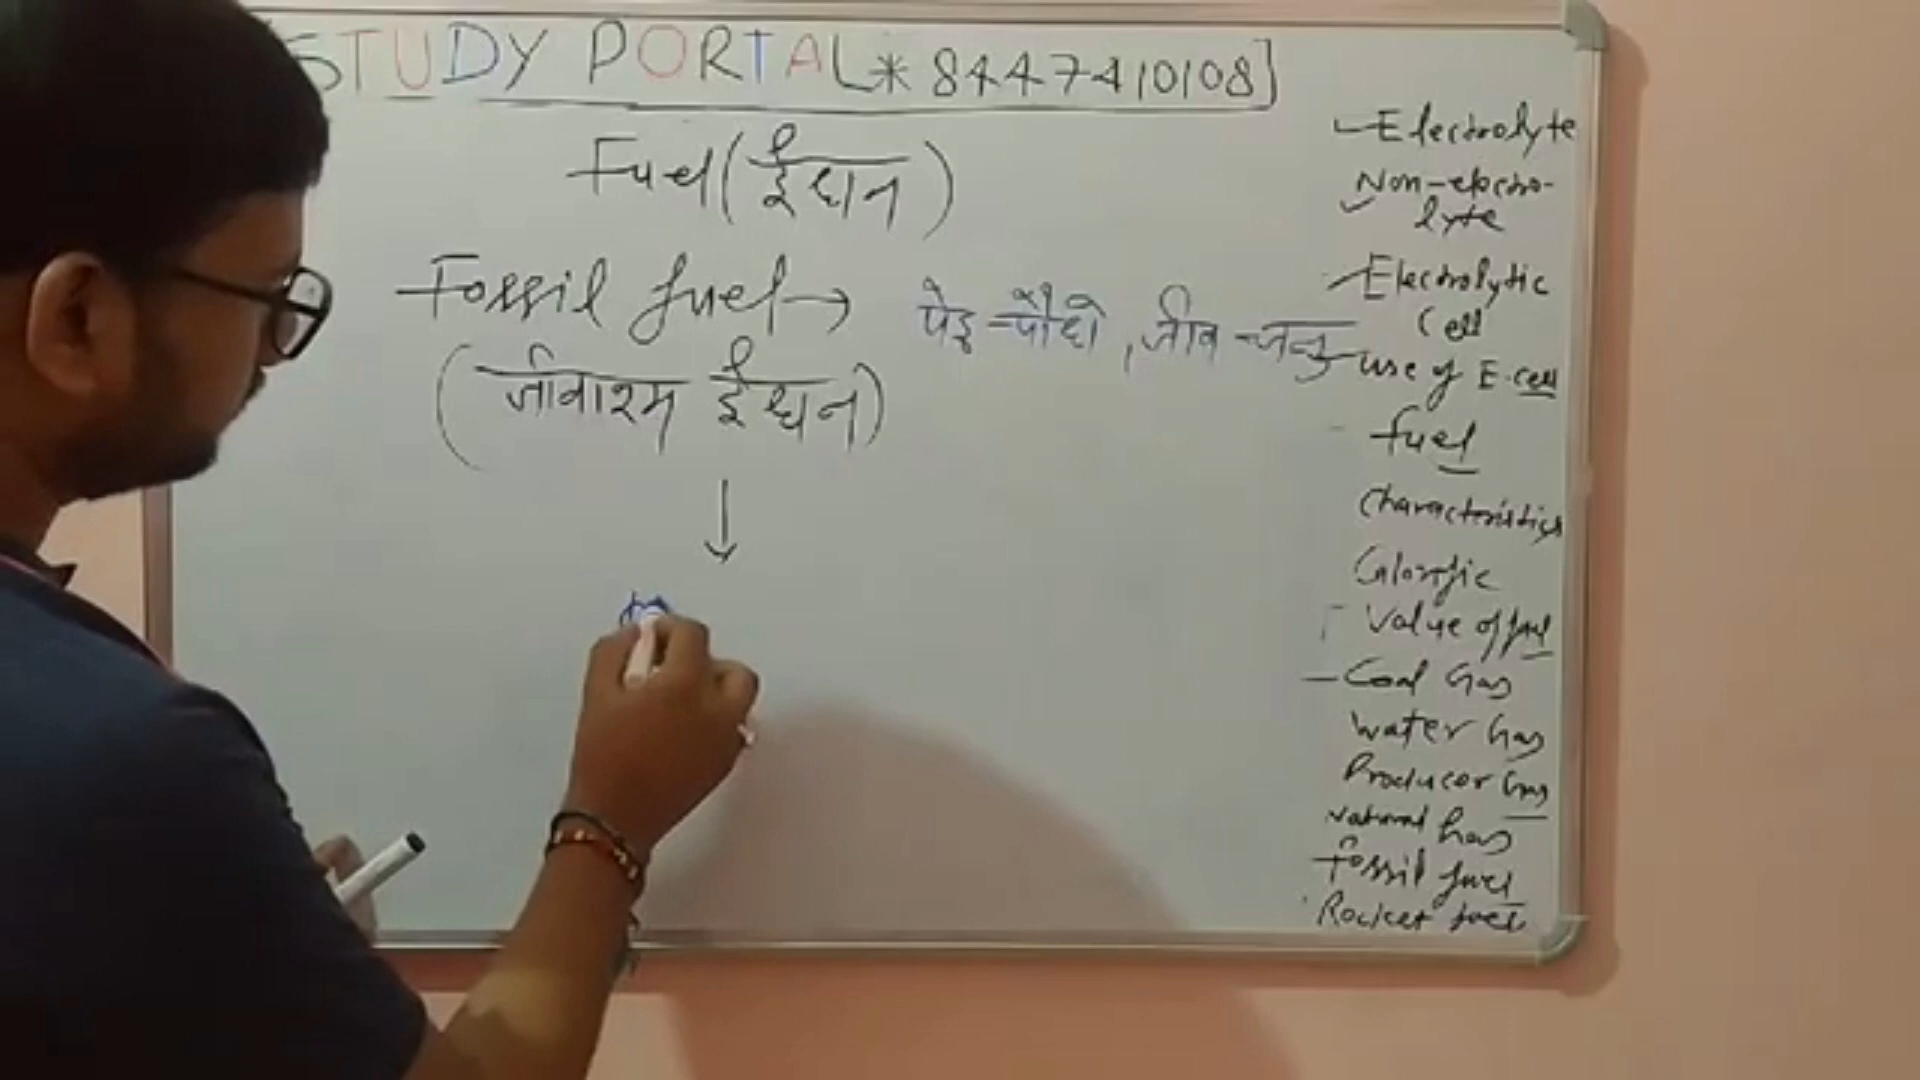 STUDY PORTAL * 8447410108]
Fuel (ईंधन)
Fossil fuel → पेड़-पौधो, जीव-जन्तु
(जीवाश्म ईंधन)
↓
Electrolyte
Non-electro-
lyte
Electrolytic
Cell
use of E.cell
fuel
Characteristics
Calorific
Value of fuel
Coal Gas
Water Gas
Producer Gas
Natural Gas
Fossil fuel
Rocket fuel